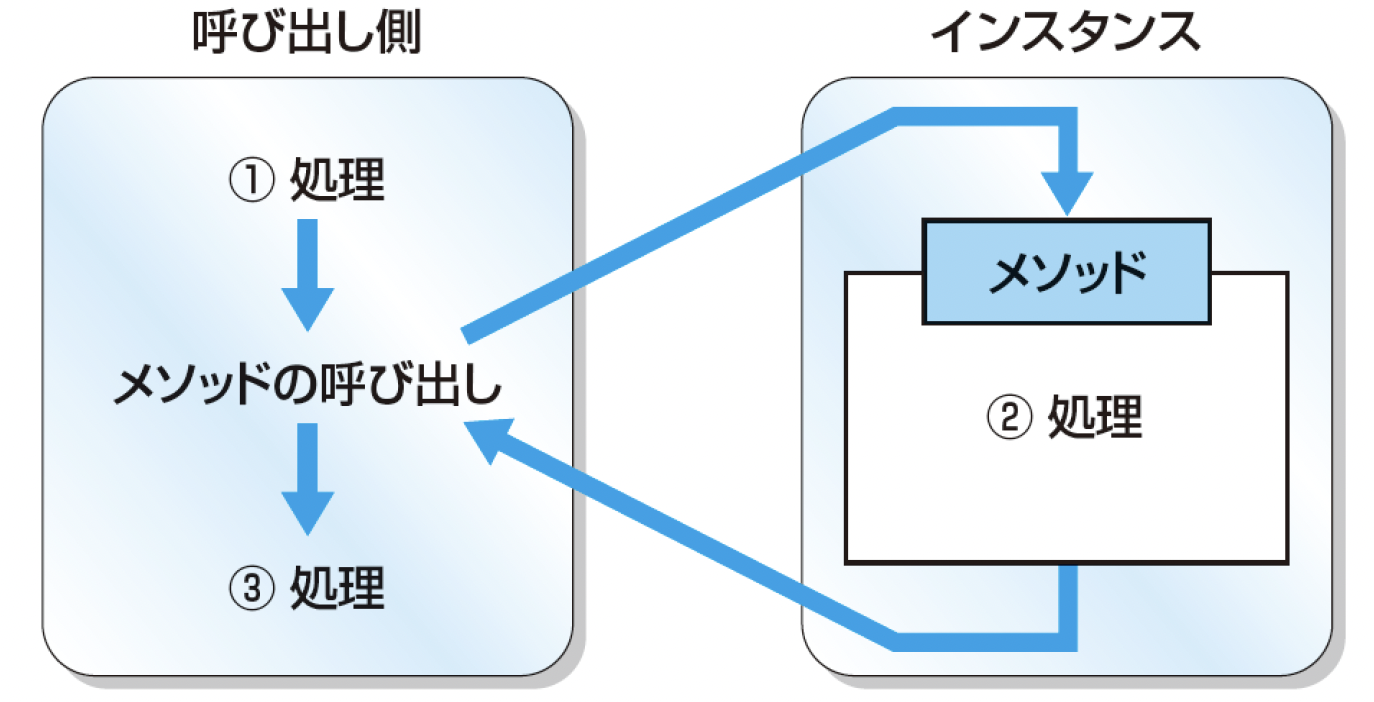 呼び出し側
① 処理
メソッドの呼び出し
③ 処理
インスタンス
メソッド
② 処理